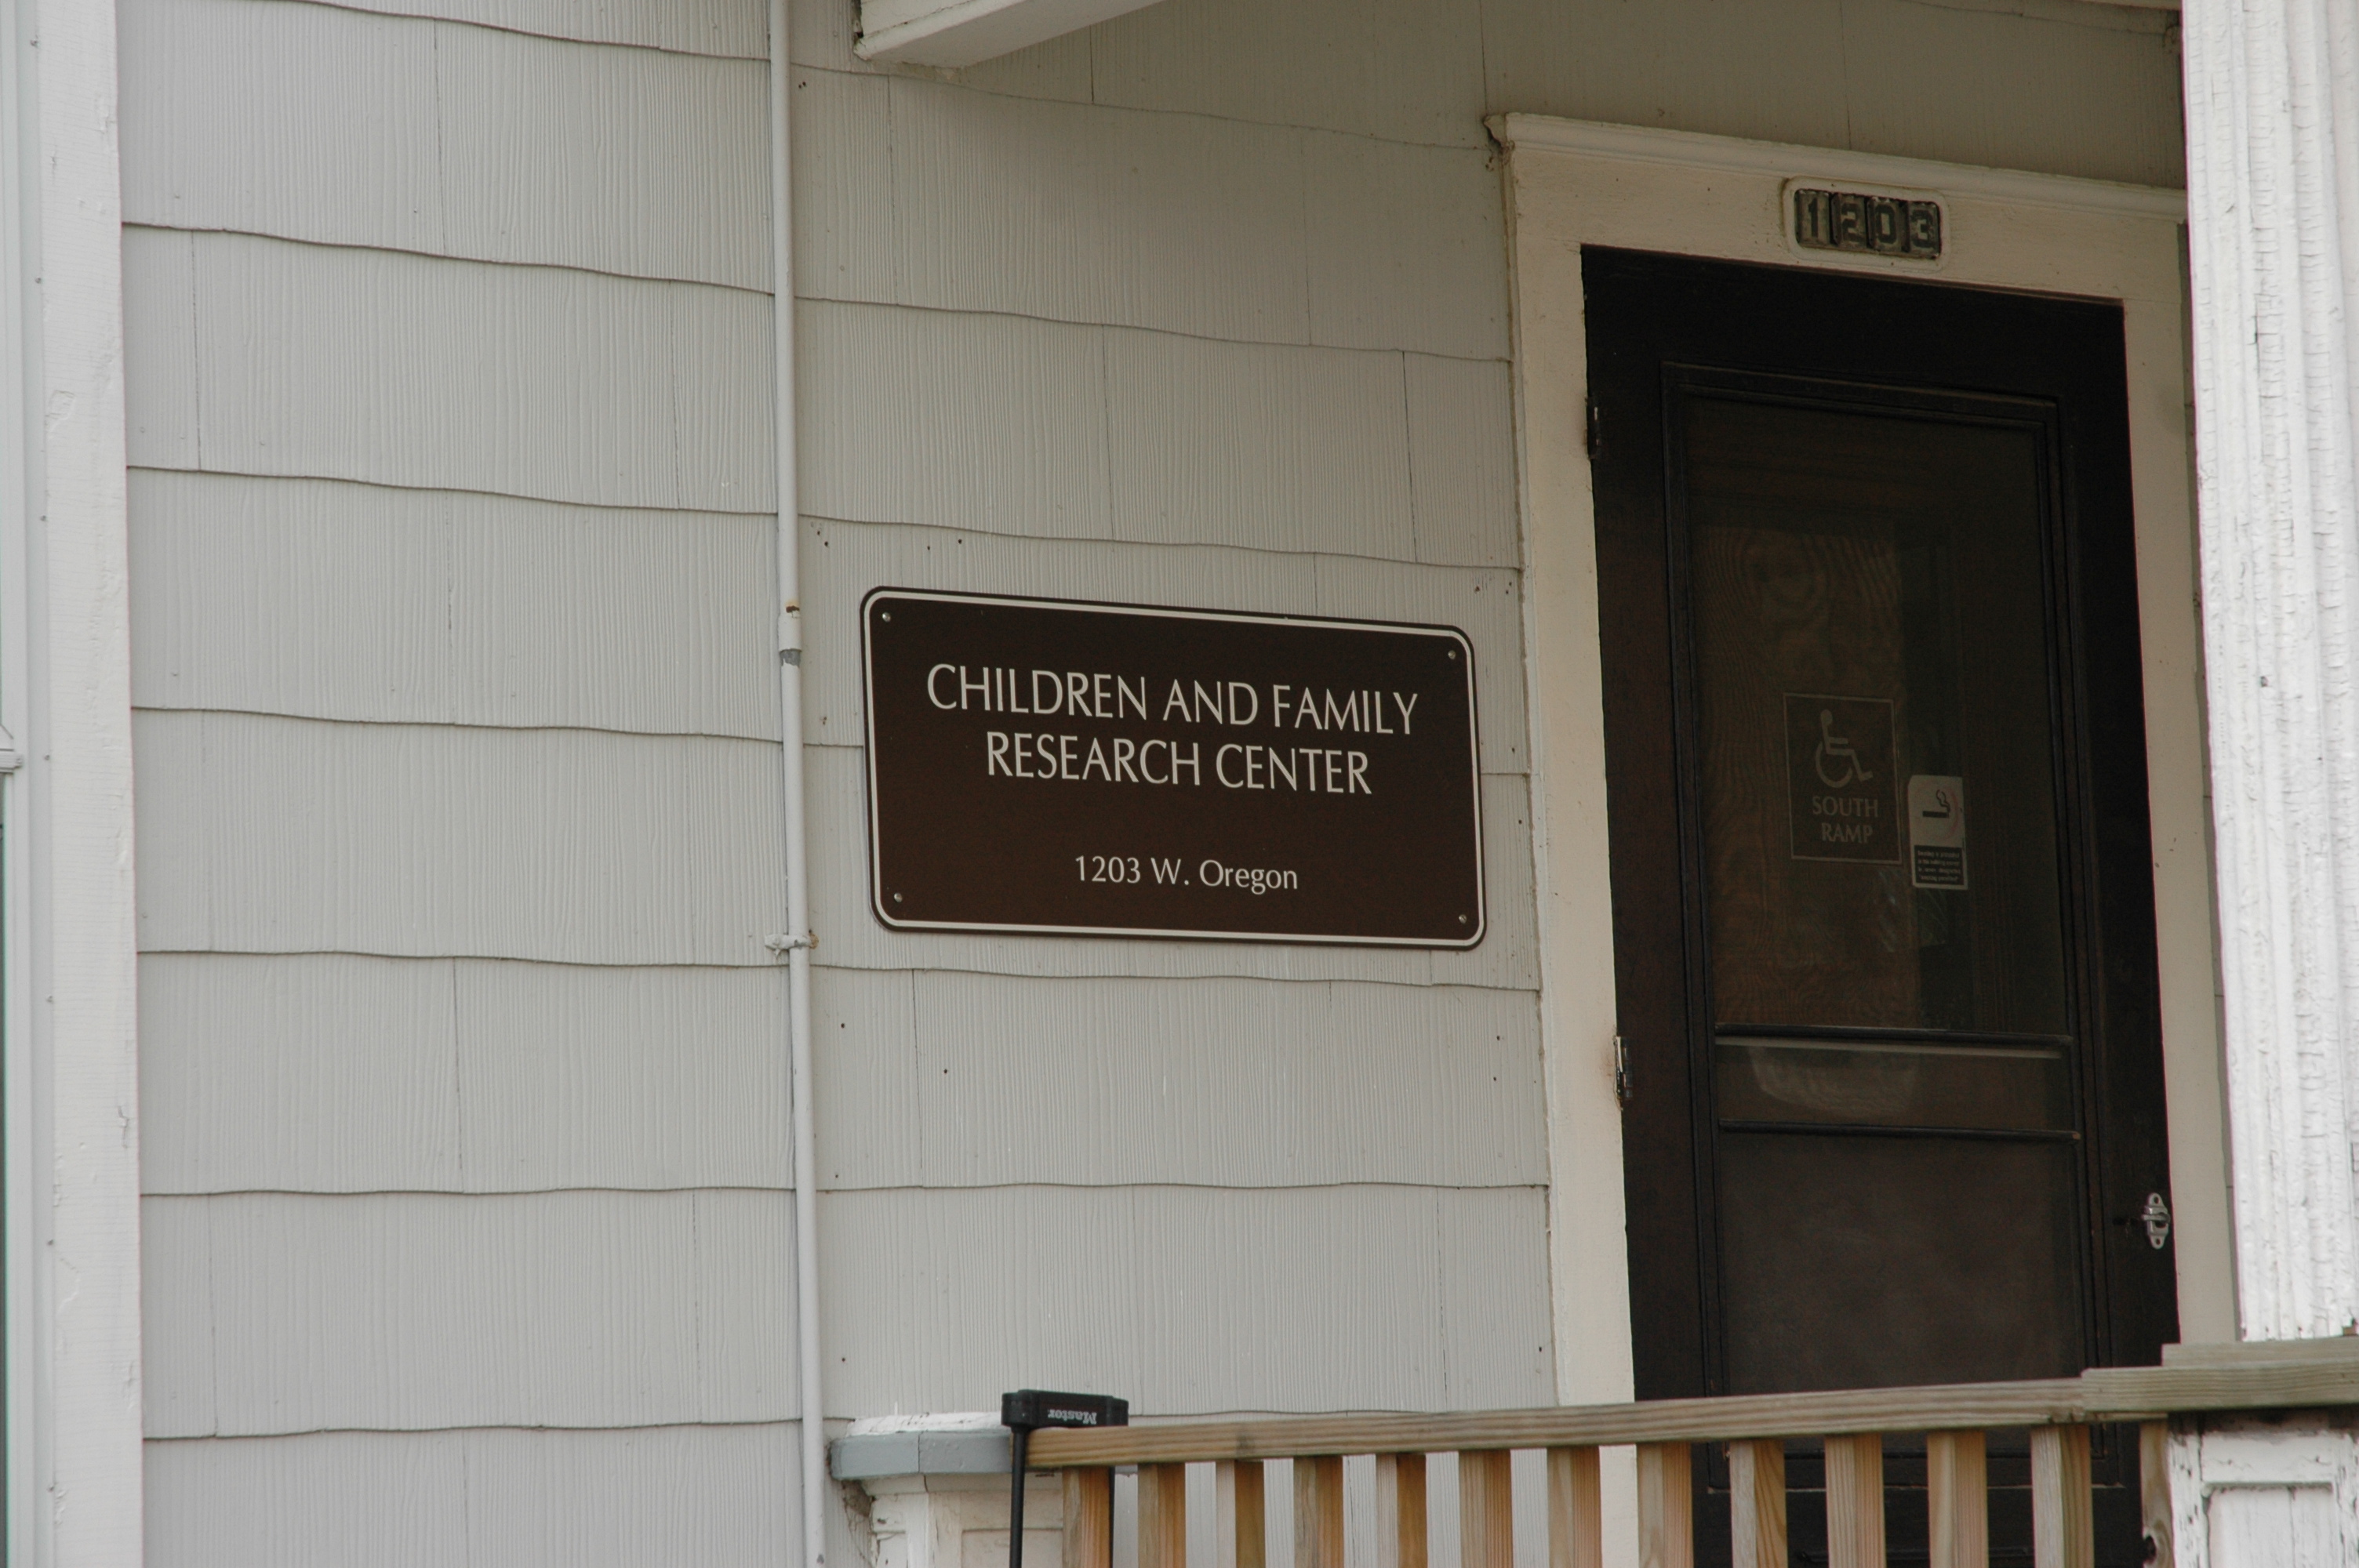 1203
CHILDREN AND FAMILY
RESEARCH CENTER
1203 W. Oregon
SOUTH
RAMP
Master